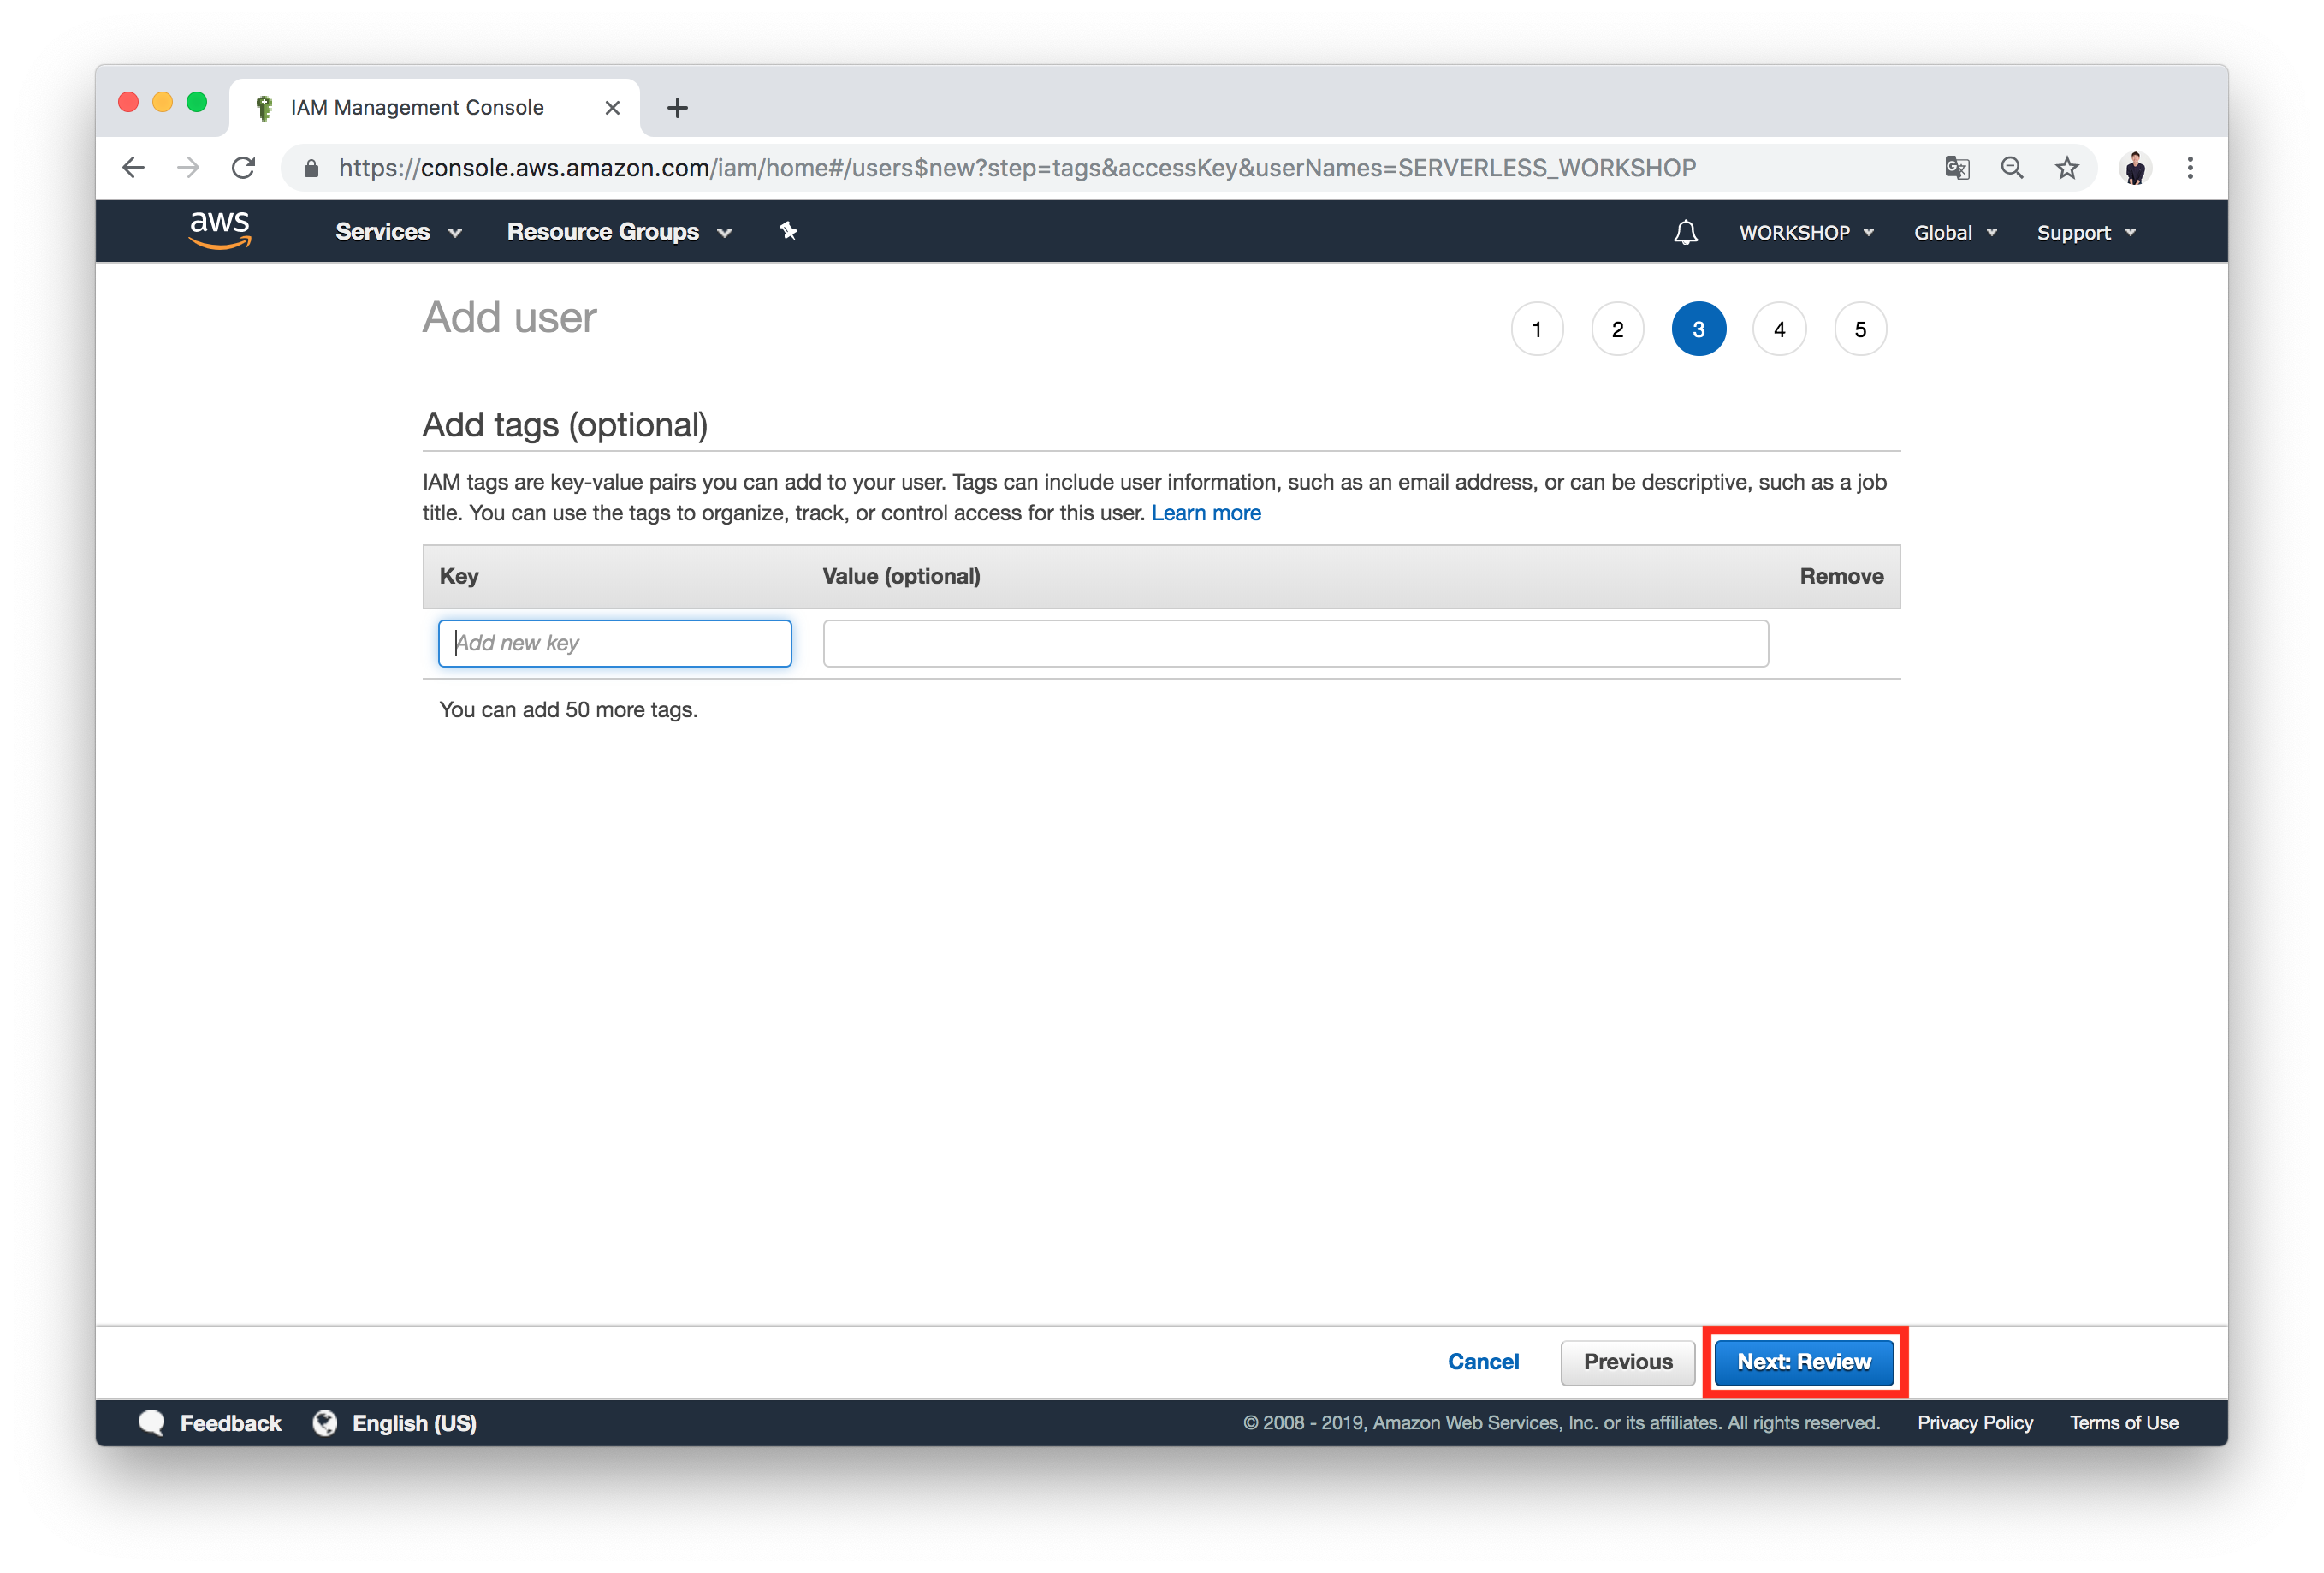 IAM Management Console
https://console.aws.amazon.com/iam/home#/users$new?step=tags&accessKey&userNames=SERVERLESS_WORKSHOP
aws Services Resource Groups WORKSHOP Global Support
Add user
1 2 3 4 5
Add tags (optional)
IAM tags are key-value pairs you can add to your user. Tags can include user information, such as an email address, or can be descriptive, such as a job
title. You can use the tags to organize, track, or control access for this user. Learn more
Key Value (optional) Remove
Add new key
You can add 50 more tags.
Cancel Previous Next: Review
Feedback English (US) © 2008 - 2019, Amazon Web Services, Inc. or its affiliates. All rights reserved. Privacy Policy Terms of Use